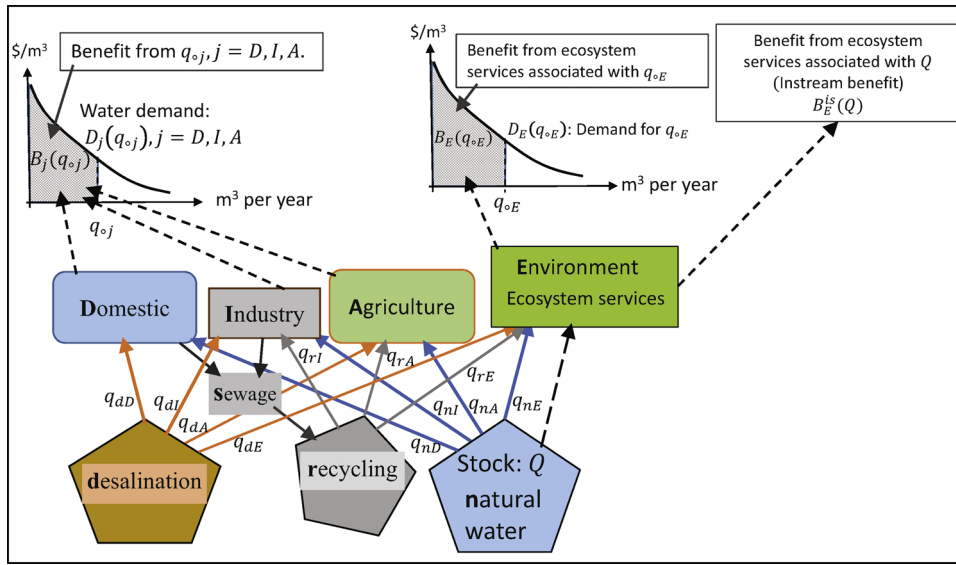 $/m³
Benefit from q∘j, j = D, I, A.
Water demand:
Dj(q∘j), j = D, I, A
Bj(q∘j)
m³ per year
q∘j
$/m³
Benefit from ecosystem
services associated with q∘E
DE(q∘E): Demand for q∘E
BE(q∘E)
m³ per year
q∘E
Benefit from ecosystem
services associated with Q
(Instream benefit)
B_E^is(Q)
Domestic
Industry
Agriculture
Environment
Ecosystem services
sewage
qrI
qrA
qrE
qdD
qdI
qdA
qdE
qnD
qnI
qnA
qnE
desalination
recycling
Stock: Q
natural
water